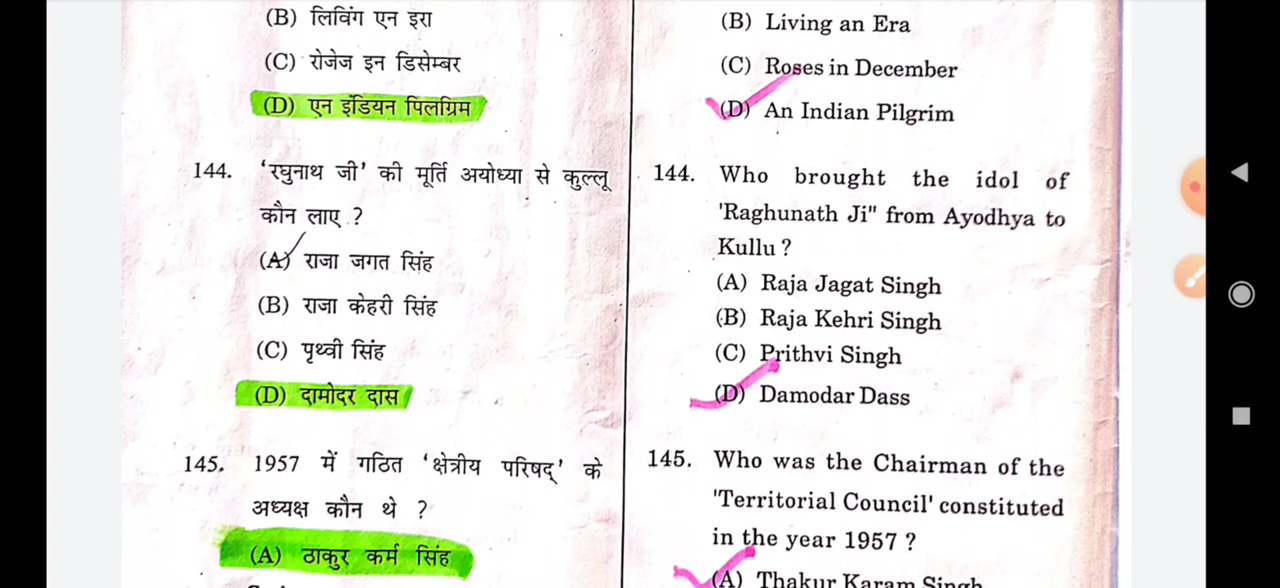 (B) लिविंग एन इरा
(C) रोजेज इन डिसेम्बर
(D) एन इंडियन पिलग्रिम
144. 'रघुनाथ जी' की मूर्ति अयोध्या से कुल्लू
कौन लाए ?
(A) राजा जगत सिंह
(B) राजा केहरी सिंह
(C) पृथ्वी सिंह
(D) दामोदर दास
145. 1957 में गठित 'क्षेत्रीय परिषद्' के
अध्यक्ष कौन थे ?
(A) ठाकुर कर्म सिंह
(B) Living an Era
(C) Roses in December
(D) An Indian Pilgrim
144. Who brought the idol of
'Raghunath Ji" from Ayodhya to
Kullu ?
(A) Raja Jagat Singh
(B) Raja Kehri Singh
(C) Prithvi Singh
(D) Damodar Dass
145. Who was the Chairman of the
'Territorial Council' constituted
in the year 1957 ?
(A) Thakur Karam Singh